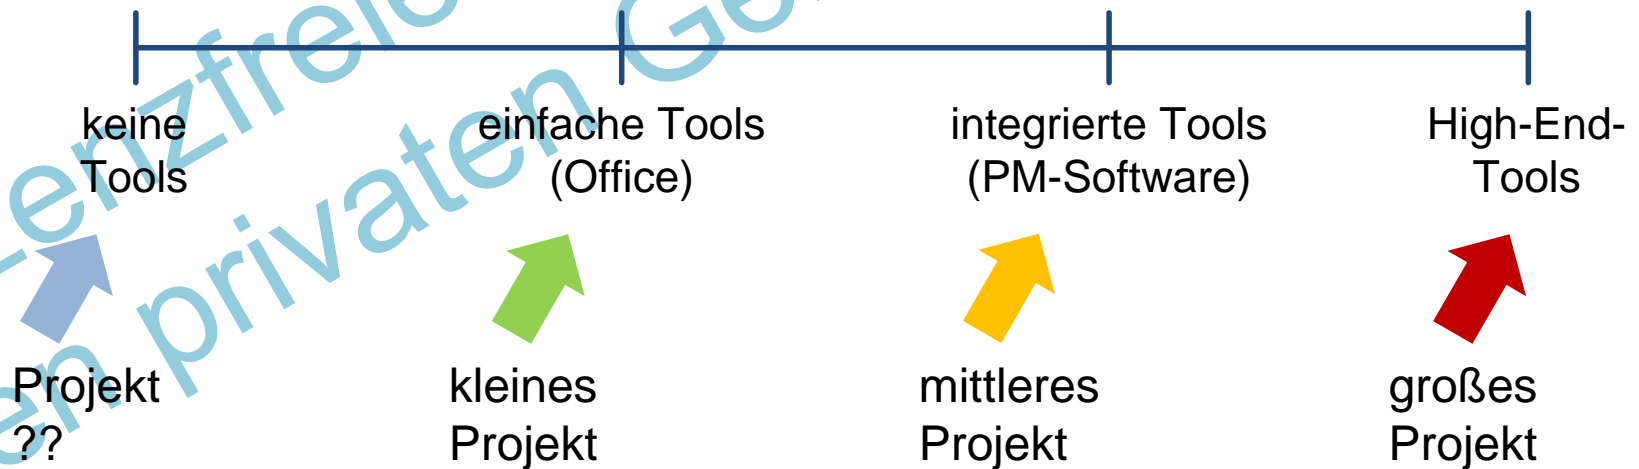 keine
Tools
einfache Tools
(Office)
integrierte Tools
(PM-Software)
High-End-
Tools
Projekt
??
kleines
Projekt
mittleres
Projekt
großes
Projekt
privaten